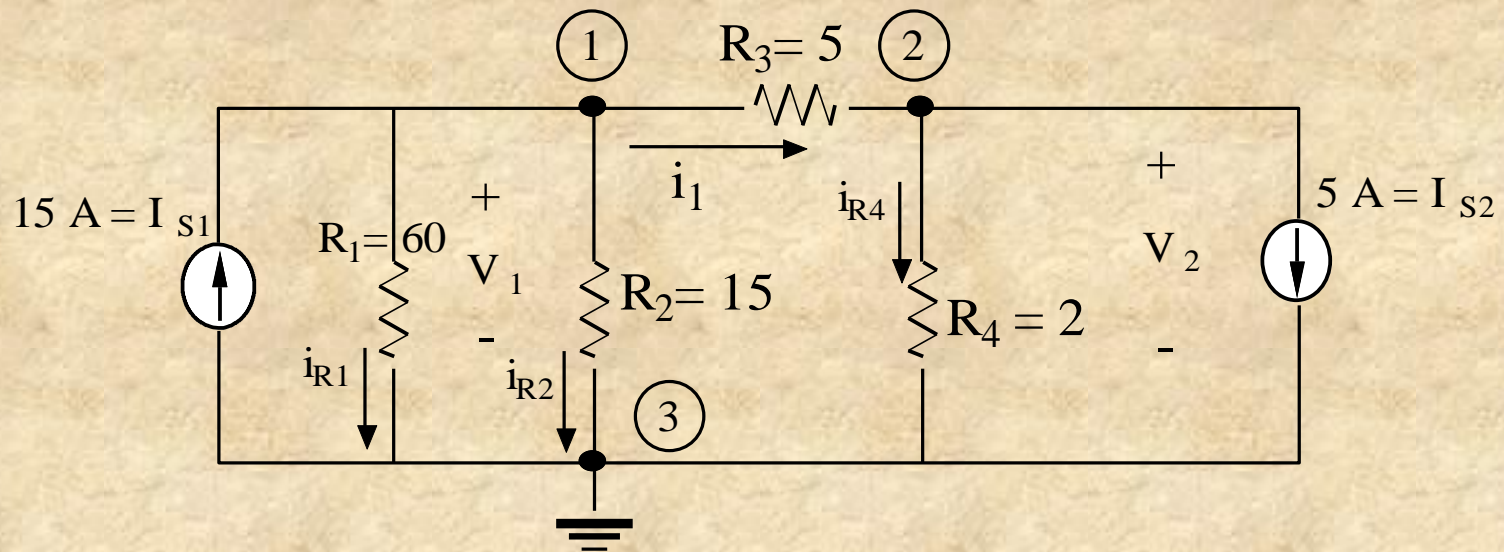 1
R3= 5
2
15 A = I S1
R1= 60
+
V 1
-
i1
iR4
+
V 2
-
5 A = I S2
R2= 15
R4 = 2
iR1
iR2
3